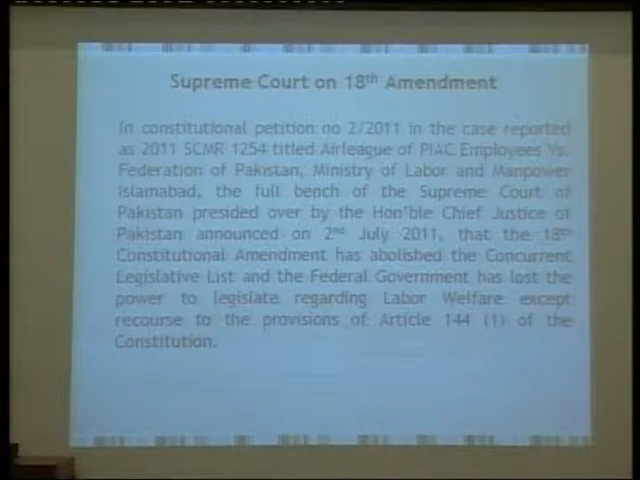 Supreme Court on 18th Amendment
In constitutional petition no 2/2011 in the case reported
as 2011 SCMR 1254 titled Airleague of PIAC Employees Vs.
Federation of Pakistan, Ministry of Labor and Manpower
Islamabad, the full bench of the Supreme Court of
Pakistan presided over by the Hon'ble Chief Justice of
Pakistan announced on 2nd July 2011, that the 18th
Constitutional Amendment has abolished the Concurrent
Legislative List and the Federal Government has lost the
power to legislate regarding Labor Welfare except
recourse to the provisions of Article 144 (1) of the
Constitution.